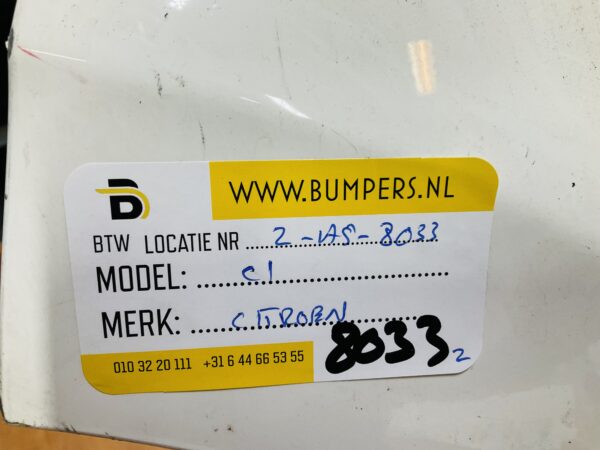 WWW.BUMPERS.NL
BTW LOCATIE NR 2-1A5-8033
MODEL: C1
MERK: CITROEN
8033 2
010 32 20 111 +31 6 44 66 53 55